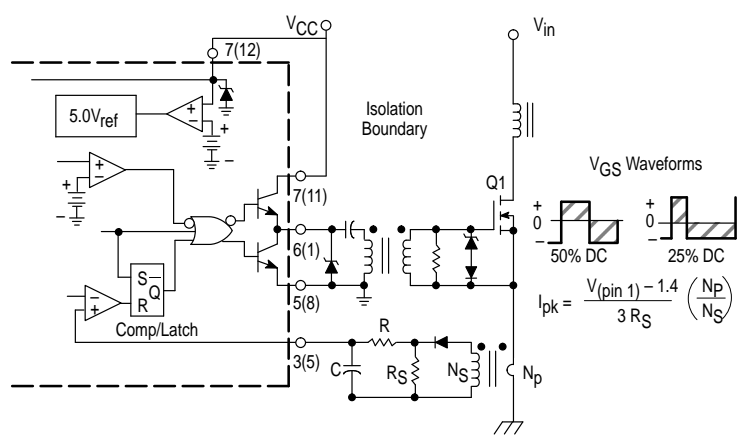 V_CC
V_in
7(12)
5.0V_ref
+
−
+
−
Isolation
Boundary
+
−
+
−
7(11)
Q1
V_GS Waveforms
+
0
−
50% DC
+
0
−
25% DC
6(1)
S
R
Q̅
5(8)
−
+
Comp/Latch
I_pk = (V_(pin 1) − 1.4) / (3 R_S) (N_P / N_S)
3(5)
R
C
R_S
N_S
N_p